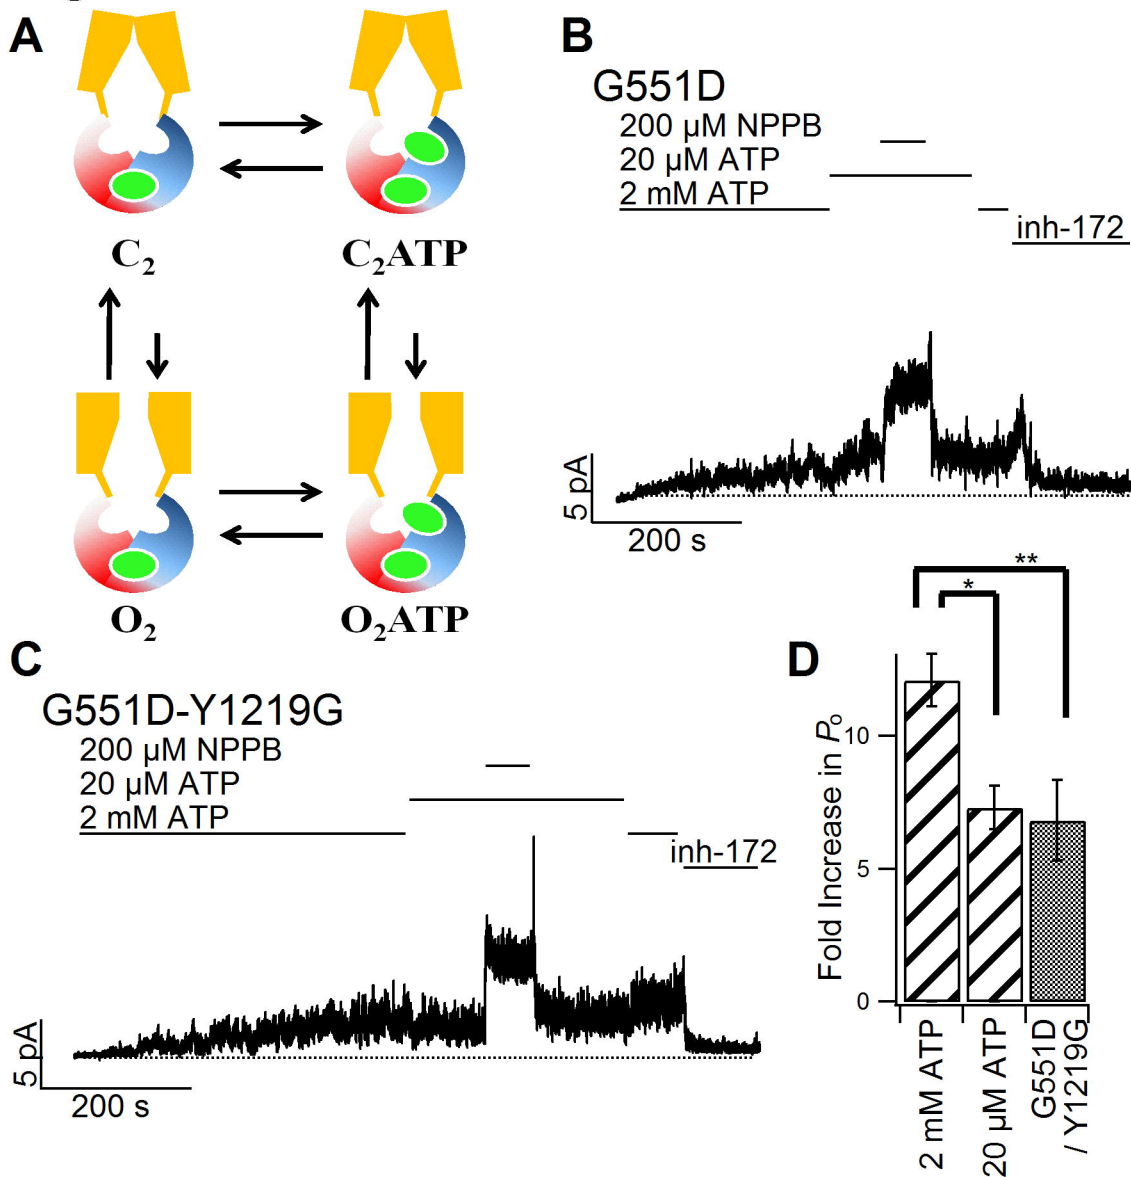 A
C₂
C₂ATP
O₂
O₂ATP
B
G551D
200 µM NPPB
20 µM ATP
2 mM ATP
inh-172
5 pA
200 s
C
G551D-Y1219G
200 µM NPPB
20 µM ATP
2 mM ATP
inh-172
5 pA
200 s
D
**
*
Fold Increase in Pₒ
10
5
0
2 mM ATP
20 µM ATP
G551D
/ Y1219G